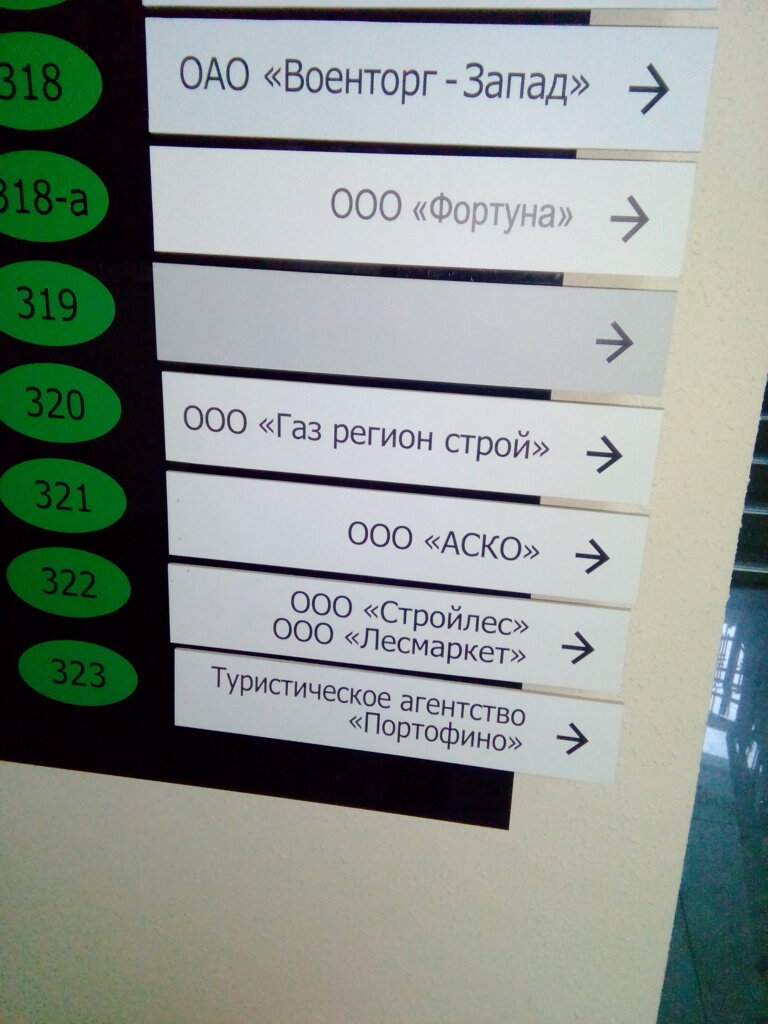 318
ОАО «Военторг - Запад» →
318-а
ООО «Фортуна» →
319
→
320
ООО «Газ регион строй» →
321
ООО «АСКО» →
322
ООО «Стройлес»
ООО «Лесмаркет» →
323
Туристическое агентство
«Портофино» →